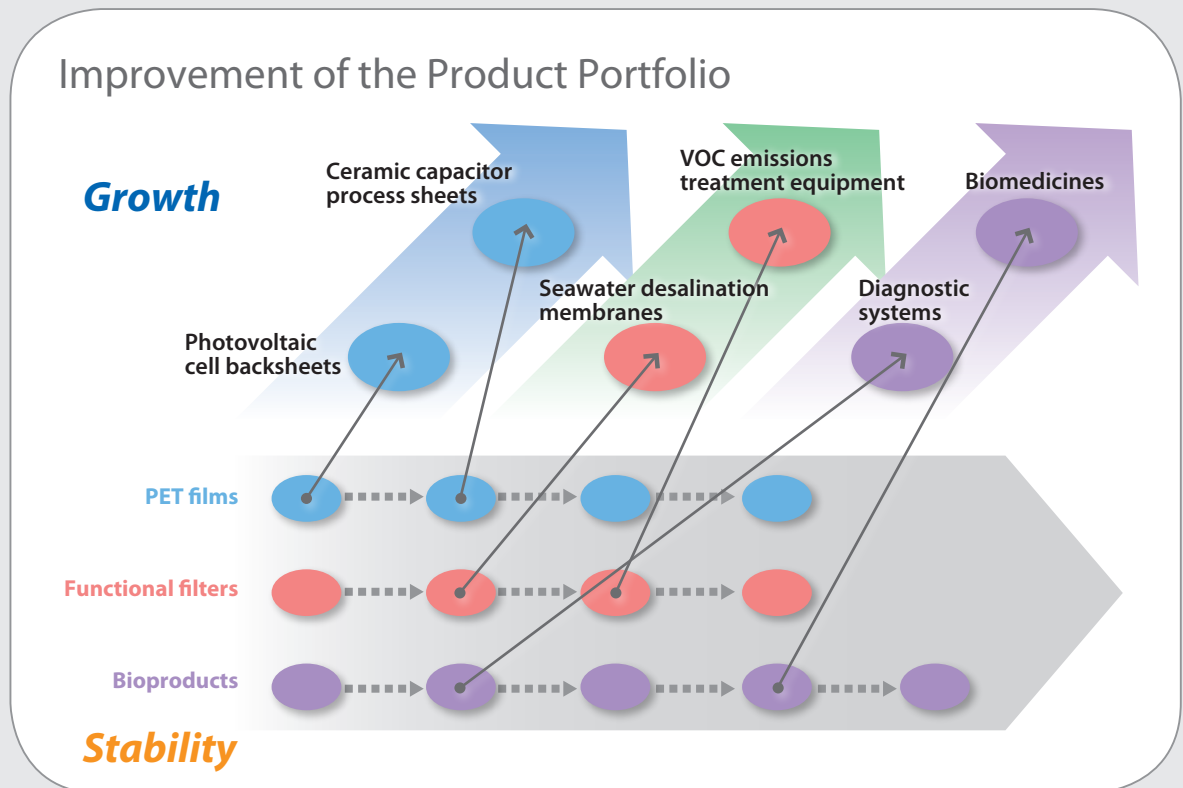 Improvement of the Product Portfolio
Growth
Ceramic capacitor
process sheets
VOC emissions
treatment equipment
Biomedicines
Photovoltaic
cell backsheets
Seawater desalination
membranes
Diagnostic
systems
PET films
Functional filters
Bioproducts
Stability